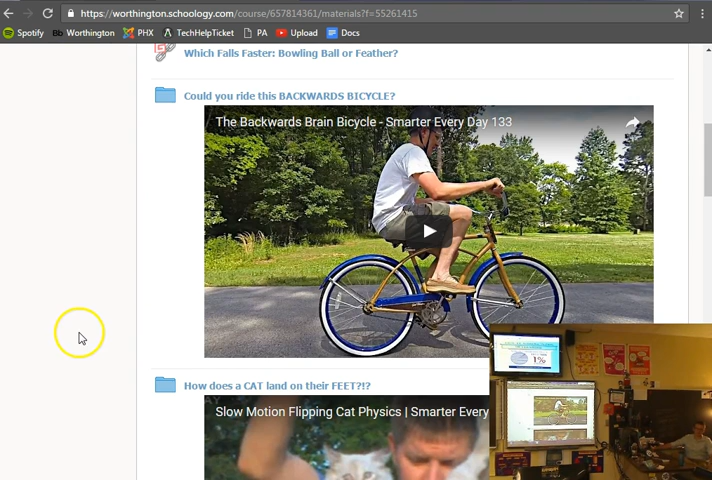 https://worthington.schoology.com/course/657814361/materials?f=55261415
Spotify Bb Worthington PHX TechHelpTicket PA Upload Docs
Which Falls Faster: Bowling Ball or Feather?
Could you ride this BACKWARDS BICYCLE?
The Backwards Brain Bicycle - Smarter Every Day 133
1%
How does a CAT land on their FEET?!?
Slow Motion Flipping Cat Physics | Smarter Every